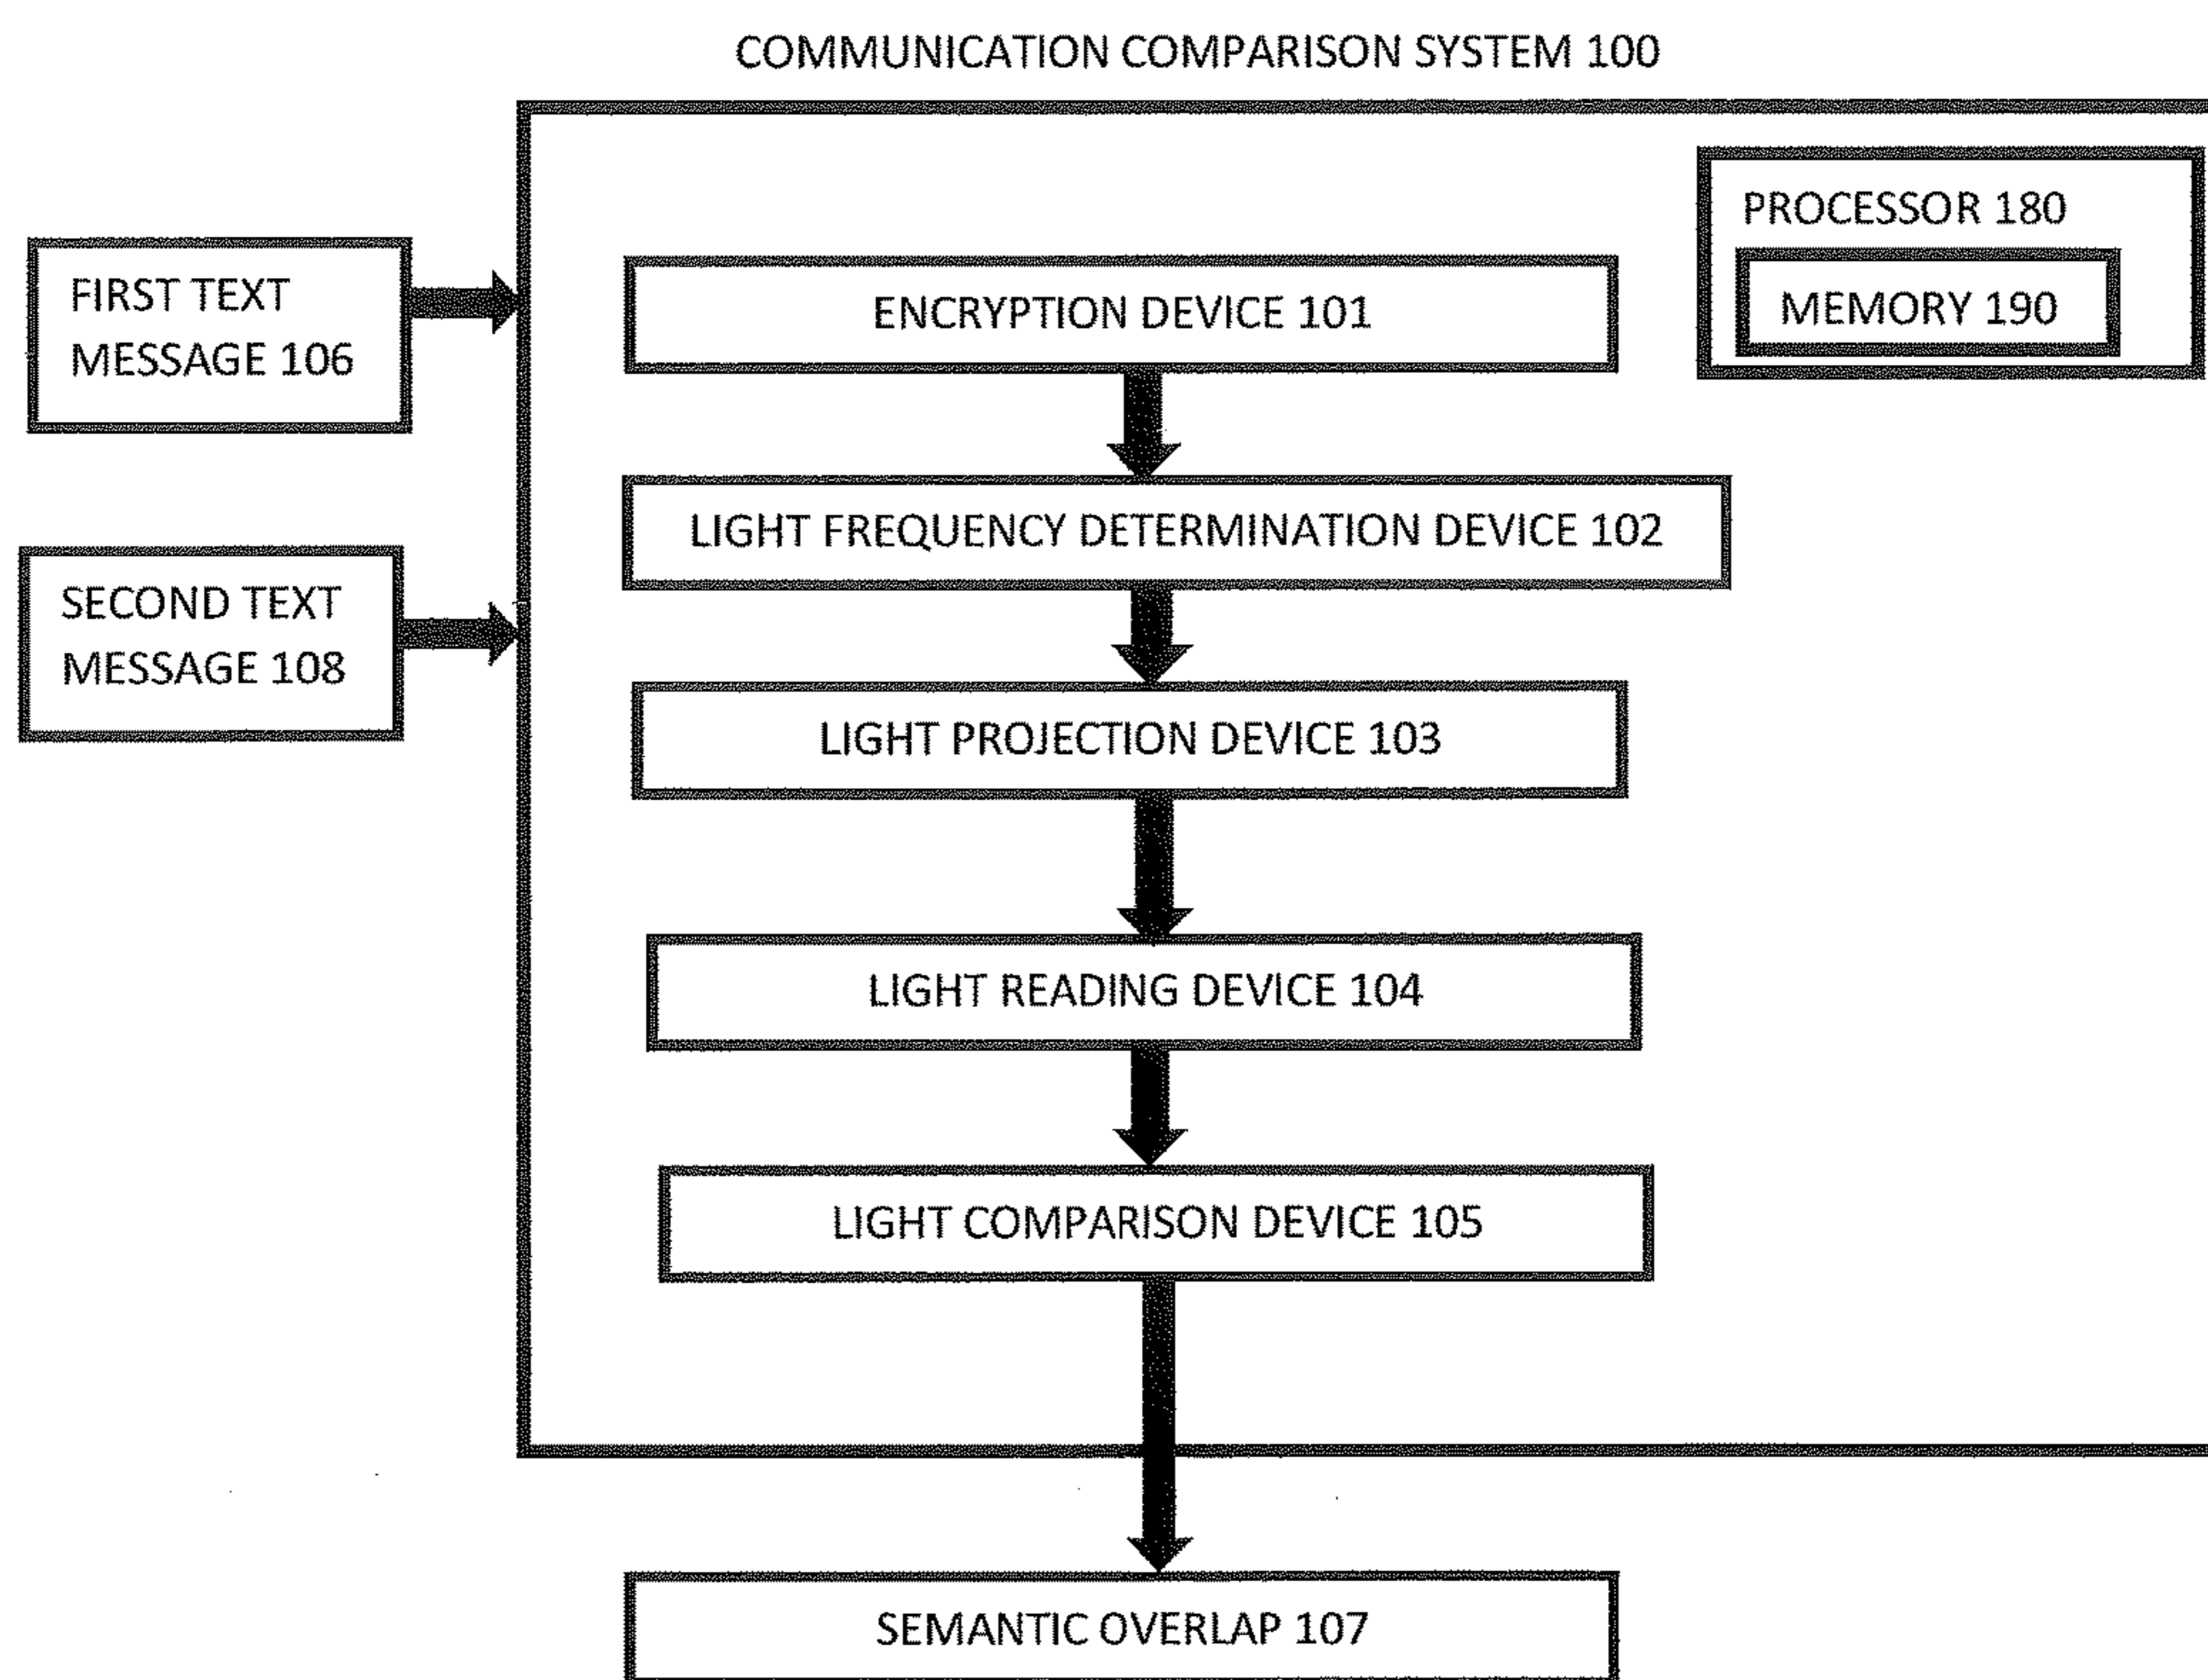 COMMUNICATION COMPARISON SYSTEM 100
PROCESSOR 180
MEMORY 190
FIRST TEXT
MESSAGE 106
ENCRYPTION DEVICE 101
LIGHT FREQUENCY DETERMINATION DEVICE 102
SECOND TEXT
MESSAGE 108
LIGHT PROJECTION DEVICE 103
LIGHT READING DEVICE 104
LIGHT COMPARISON DEVICE 105
SEMANTIC OVERLAP 107